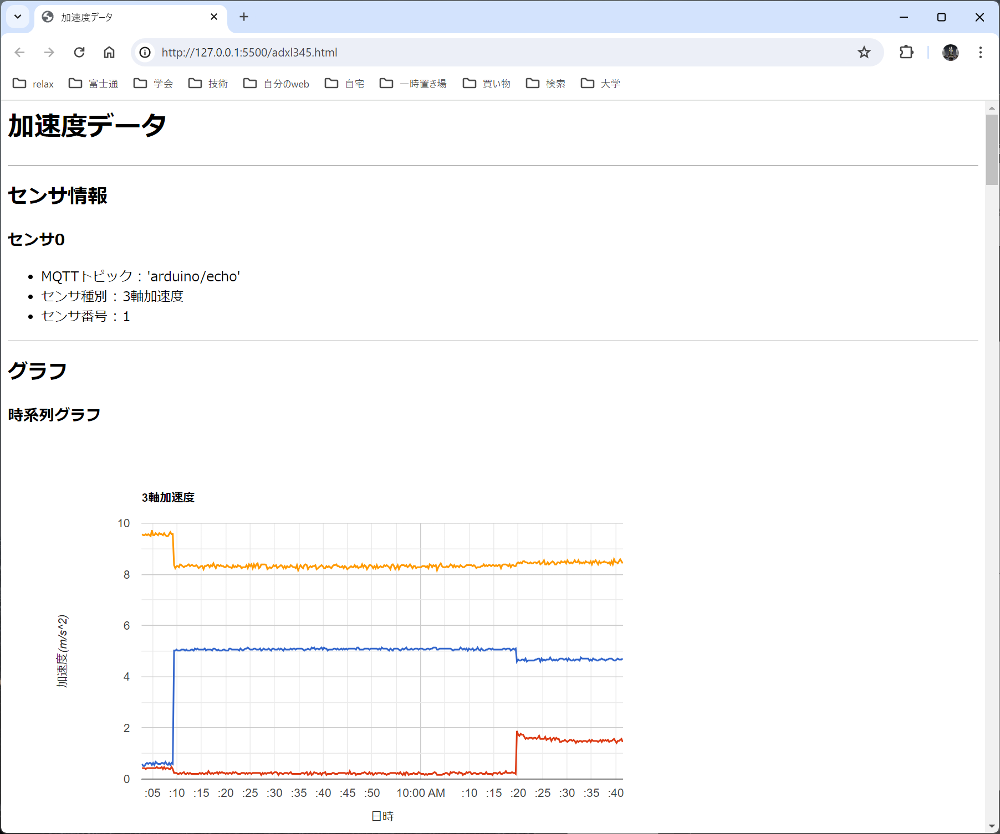 加速度データ
http://127.0.0.1:5500/adxl345.html
relax 富士通 学会 技術 自分のweb 自宅 一時置き場 買い物 検索 大学
加速度データ
センサ情報
センサ0
MQTTトピック：'arduino/echo'
センサ種別：3軸加速度
センサ番号：1
グラフ
時系列グラフ
3軸加速度
10
8
6
4
2
0
加速度(m/s^2)
:05 :10 :15 :20 :25 :30 :35 :40 :45 :50 10:00 AM :10 :15 :20 :25 :30 :35 :40
日時